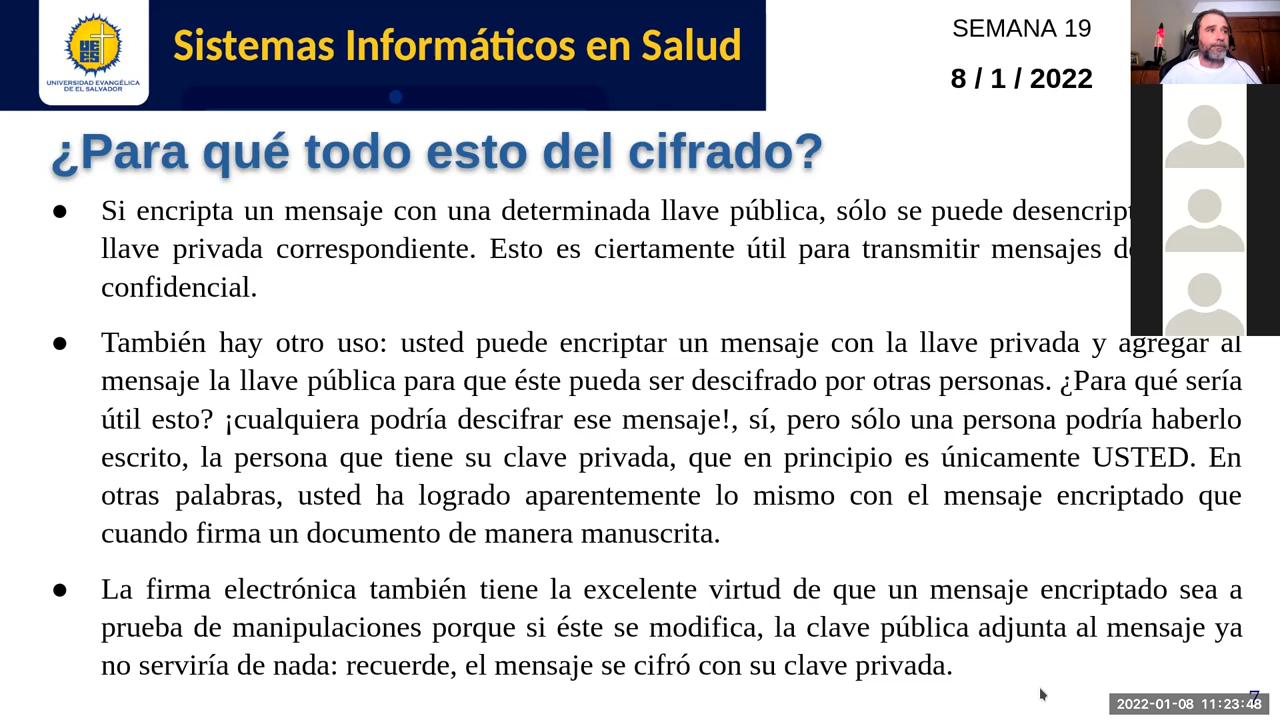 UNIVERSIDAD EVANGÉLICA
DE EL SALVADOR
Sistemas Informáticos en Salud
SEMANA 19
8 / 1 / 2022
¿Para qué todo esto del cifrado?
● Si encripta un mensaje con una determinada llave pública, sólo se puede
llave privada correspondiente. Esto es ciertamente útil para transmitir mensajes
confidencial.
● También hay otro uso: usted puede encriptar un mensaje con la llave privada y agregar al
mensaje la llave pública para que éste pueda ser descifrado por otras personas. ¿Para qué sería
útil esto? ¡cualquiera podría descifrar ese mensaje!, sí, pero sólo una persona podría haberlo
escrito, la persona que tiene su clave privada, que en principio es únicamente USTED. En
otras palabras, usted ha logrado aparentemente lo mismo con el mensaje encriptado que
cuando firma un documento de manera manuscrita.
● La firma electrónica también tiene la excelente virtud de que un mensaje encriptado sea a
prueba de manipulaciones porque si éste se modifica, la clave pública adjunta al mensaje ya
no serviría de nada: recuerde, el mensaje se cifró con su clave privada.
7
2022-01-08 11:23:48